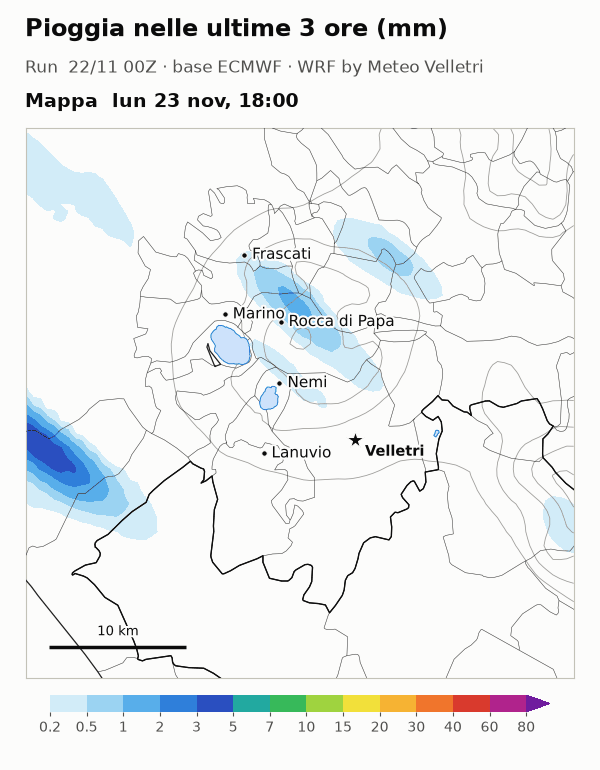 Pioggia nelle ultime 3 ore (mm)
Run  22/11 00Z · base ECMWF · WRF by Meteo Velletri
Mappa  lun 23 nov, 18:00
Frascati
Marino
Rocca di Papa
Nemi
Velletri
Lanuvio
10 km
0.2 0.5 1 2 3 5 7 10 15 20 30 40 60 80